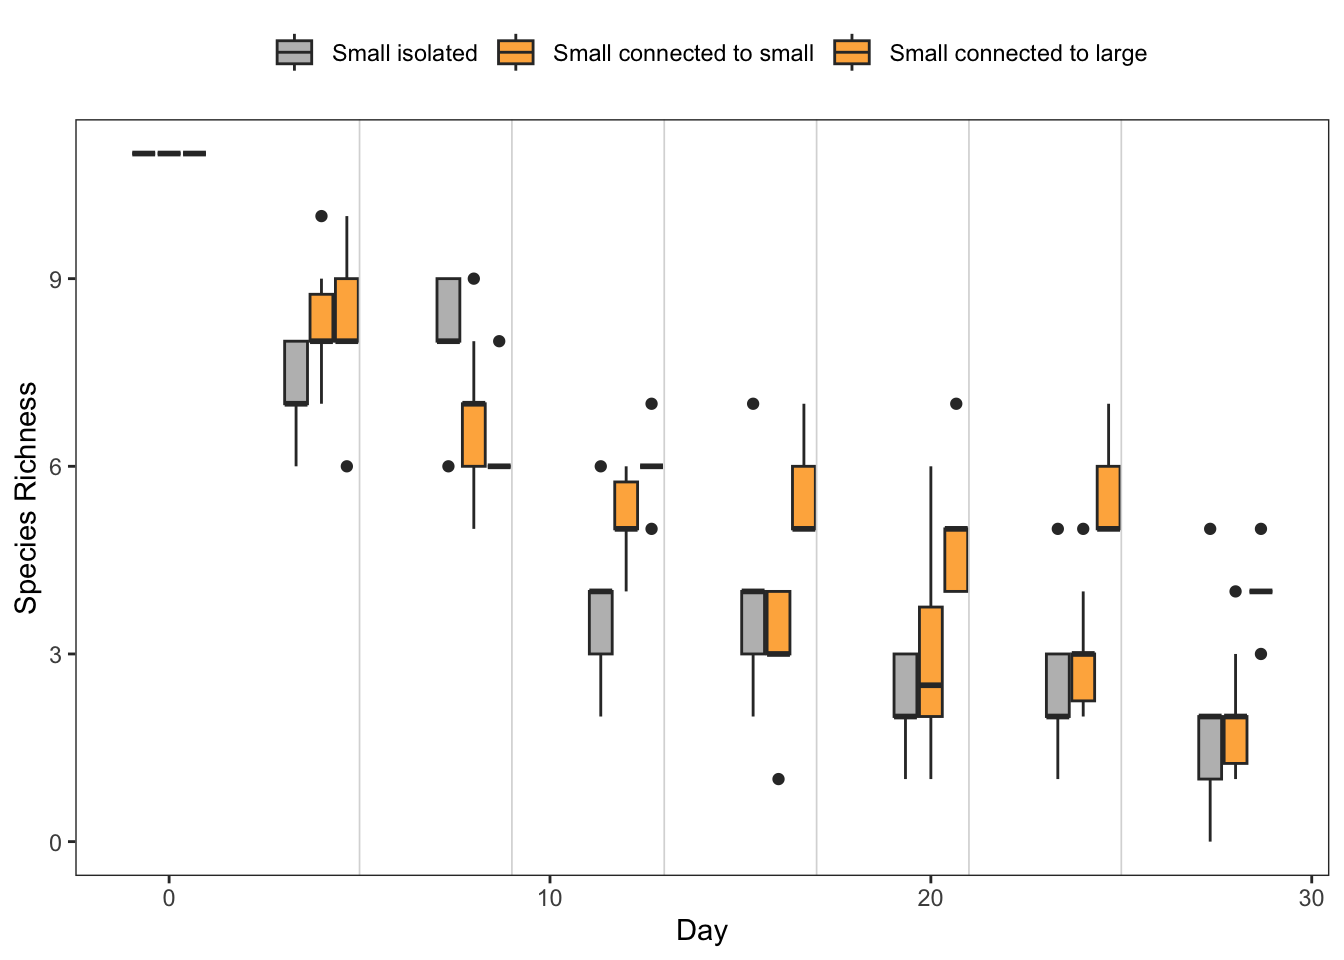 Small isolated Small connected to small Small connected to large
Species Richness
9
6
3
0
0 10 20 30
Day